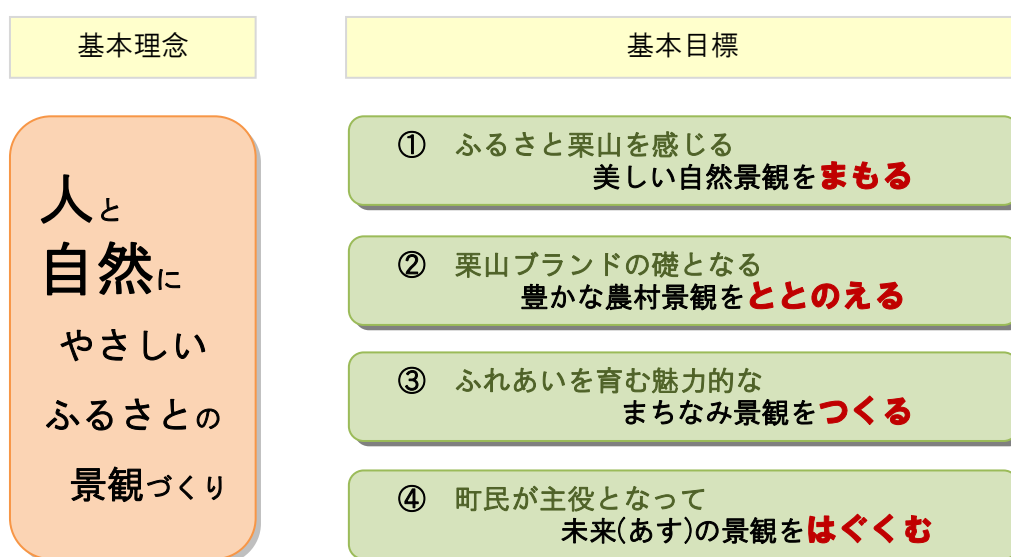 基本理念
人と
自然に
やさしい
ふるさとの
景観づくり
基本目標
① ふるさと栗山を感じる
美しい自然景観をまもる
② 栗山ブランドの礎となる
豊かな農村景観をととのえる
③ ふれあいを育む魅力的な
まちなみ景観をつくる
④ 町民が主役となって
未来(あす)の景観をはぐくむ